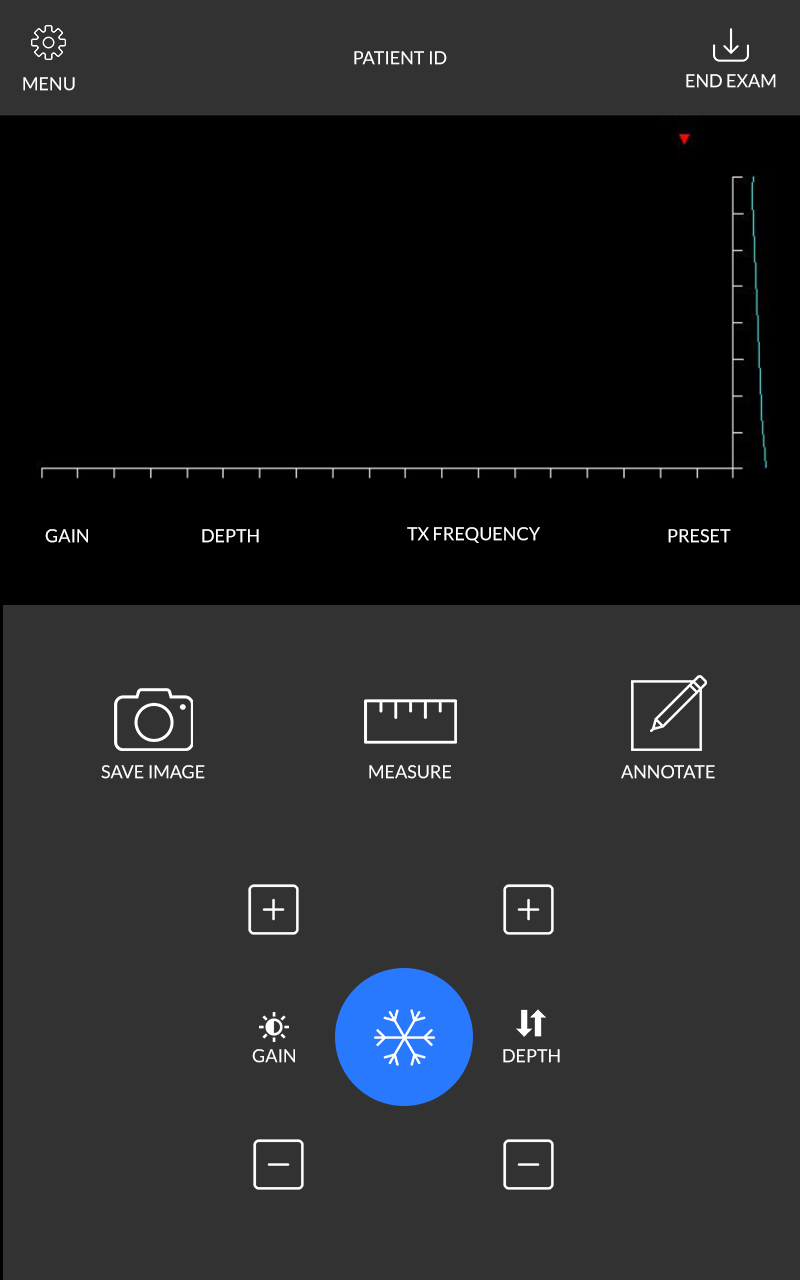 MENU
PATIENT ID
END EXAM
GAIN
DEPTH
TX FREQUENCY
PRESET
SAVE IMAGE
MEASURE
ANNOTATE
GAIN
DEPTH